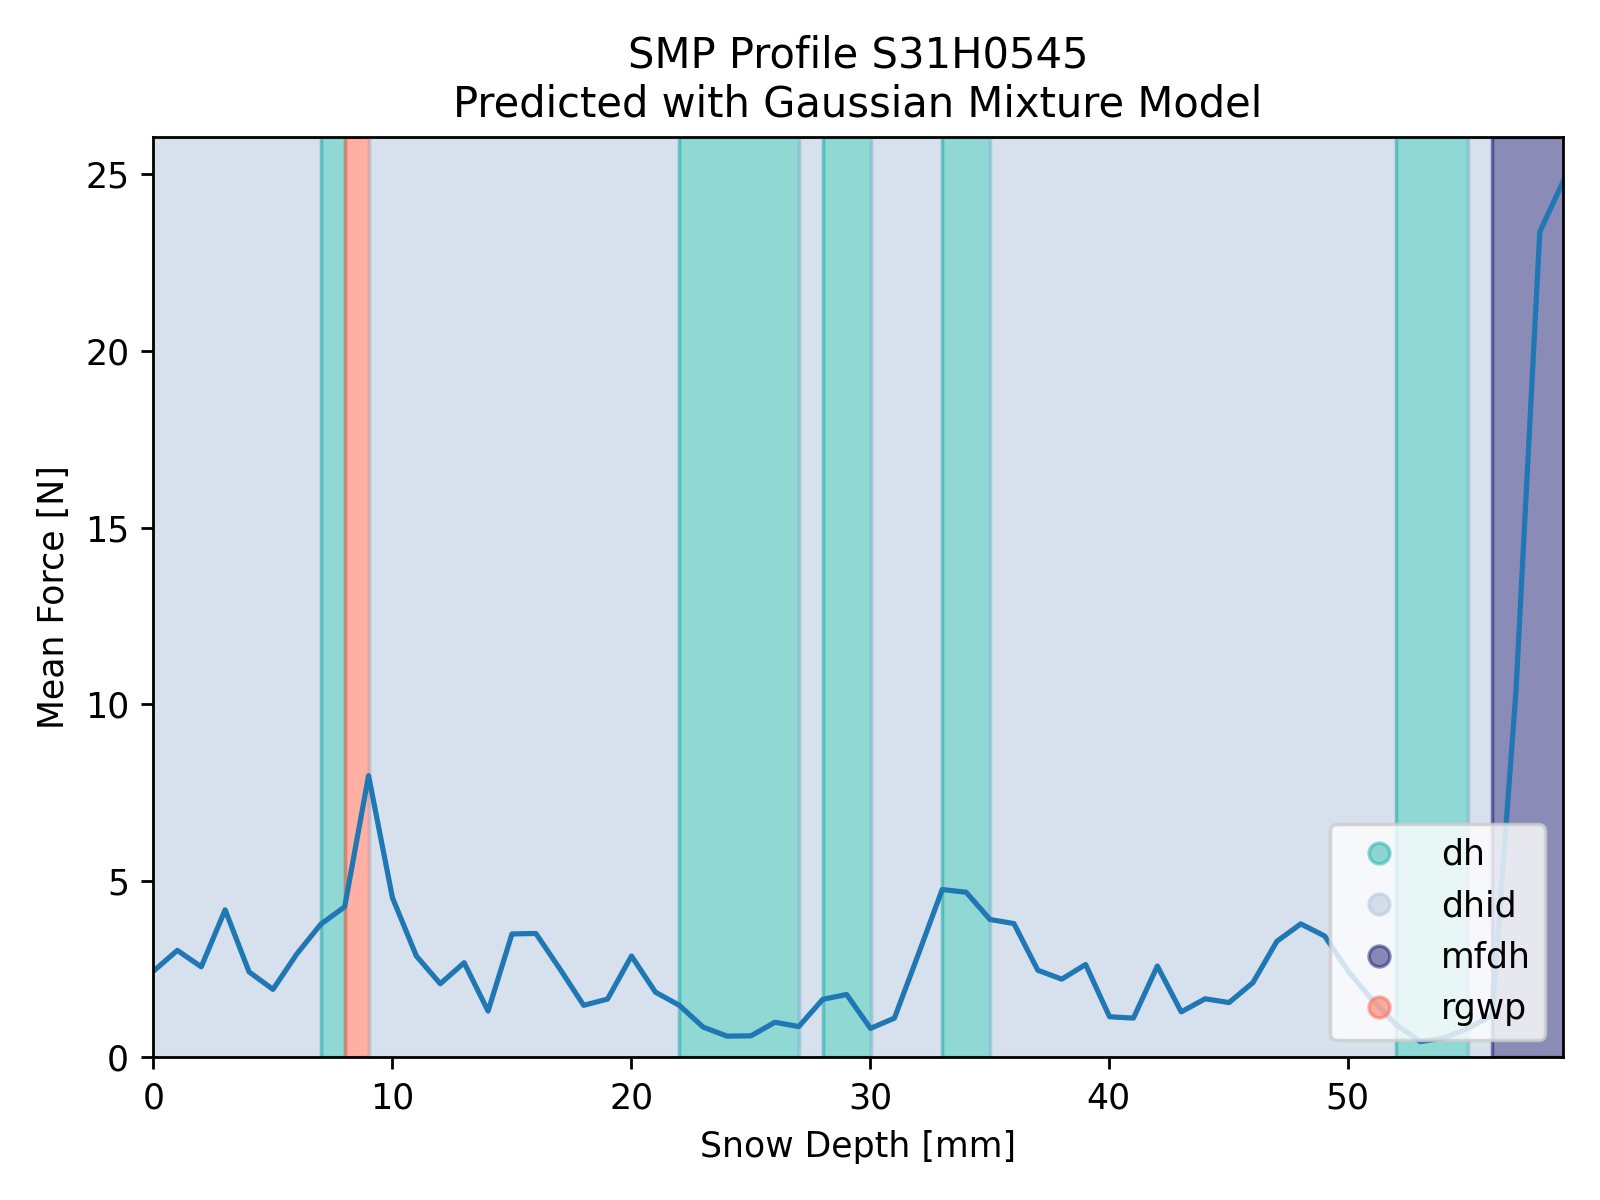 SMP Profile S31H0545
Predicted with Gaussian Mixture Model
25
20
15
10
5
0
Mean Force [N]
0 10 20 30 40 50
Snow Depth [mm]
dh
dhid
mfdh
rgwp